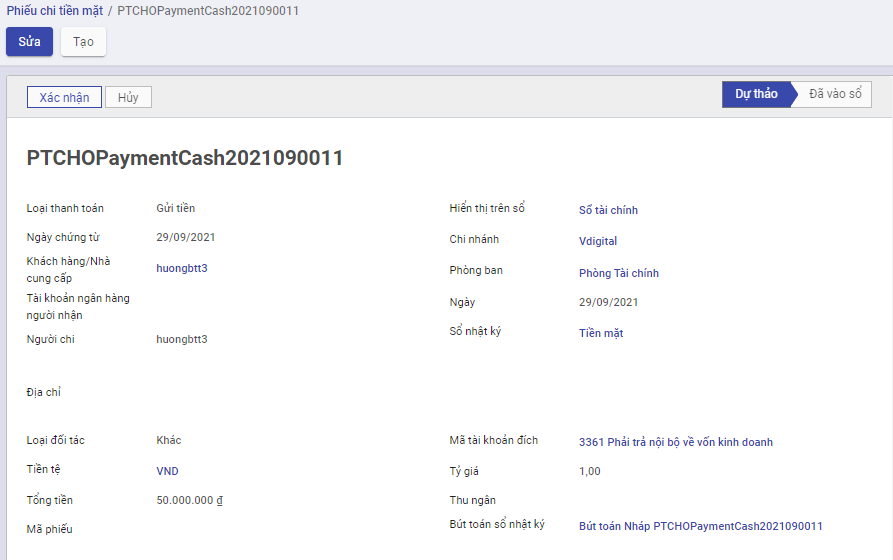 Phiếu chi tiền mặt / PTCHOPaymentCash2021090011
Sửa Tạo
Xác nhận Hủy Dự thảo Đã vào sổ
PTCHOPaymentCash2021090011
Loại thanh toán Gửi tiền
Ngày chứng từ 29/09/2021
Khách hàng/Nhà
cung cấp huongbtt3
Tài khoản ngân hàng
người nhận
Người chi huongbtt3
Địa chỉ
Hiển thị trên sổ Sổ tài chính
Chi nhánh Vdigital
Phòng ban Phòng Tài chính
Ngày 29/09/2021
Sổ nhật ký Tiền mặt
Loại đối tác Khác
Tiền tệ VND
Tổng tiền 50.000.000 ₫
Mã phiếu
Mã tài khoản đích 3361 Phải trả nội bộ về vốn kinh doanh
Tỷ giá 1,00
Thu ngân
Bút toán sổ nhật ký Bút toán Nháp PTCHOPaymentCash2021090011